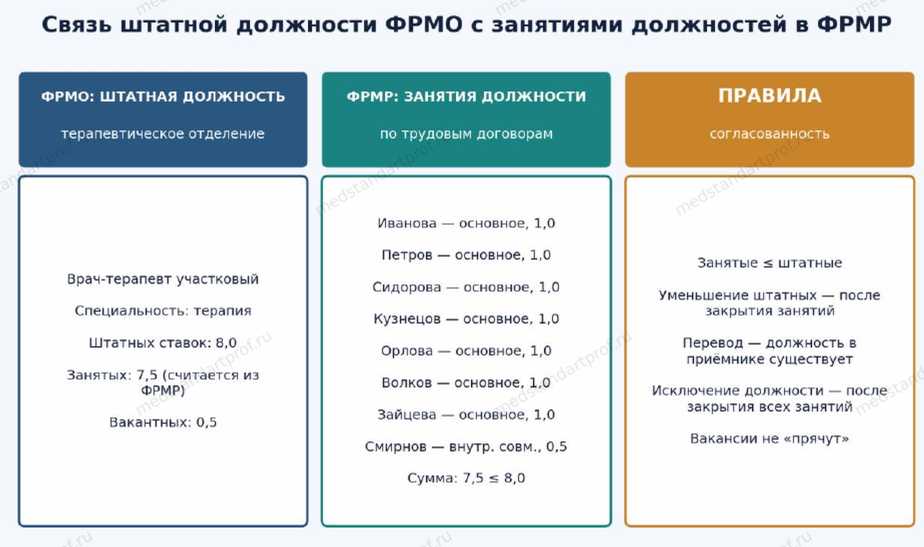 Связь штатной должности ФРМО с занятиями должностей в ФРМР
ФРМО: ШТАТНАЯ ДОЛЖНОСТЬ
терапевтическое отделение
Врач-терапевт участковый
Специальность: терапия
Штатных ставок: 8,0
Занятых: 7,5 (считается из
ФРМР)
Вакантных: 0,5
ФРМР: ЗАНЯТИЯ ДОЛЖНОСТИ
по трудовым договорам
Иванова — основное, 1,0
Петров — основное, 1,0
Сидорова — основное, 1,0
Кузнецов — основное, 1,0
Орлова — основное, 1,0
Волков — основное, 1,0
Зайцева — основное, 1,0
Смирнов — внутр. совм., 0,5
Сумма: 7,5 ≤ 8,0
ПРАВИЛА
согласованность
Занятые ≤ штатные
Уменьшение штатных — после
закрытия занятий
Перевод — должность в
приёмнике существует
Исключение должности — после
закрытия всех занятий
Вакансии не «прячут»
medstandartprof.ru